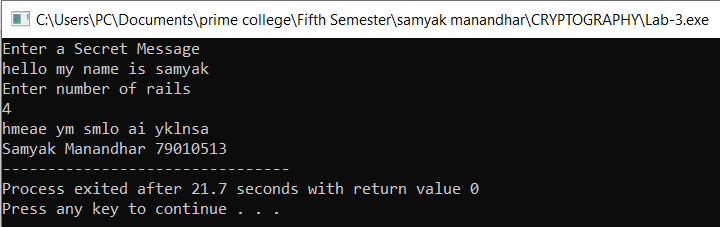 C:\Users\PC\Documents\prime college\Fifth Semester\samyak manandhar\CRYPTOGRAPHY\Lab-3.exe
Enter a Secret Message
hello my name is samyak
Enter number of rails
4
hmeae ym smlo ai yklnsa
Samyak Manandhar 79010513
--------------------------------
Process exited after 21.7 seconds with return value 0
Press any key to continue . . .